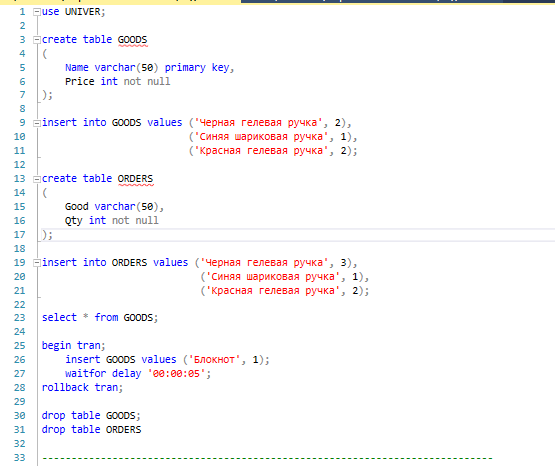 1 use UNIVER;
2
3 create table GOODS
4 (
5 Name varchar(50) primary key,
6 Price int not null
7 );
8
9 insert into GOODS values ('Черная гелевая ручка', 2),
10 ('Синяя шариковая ручка', 1),
11 ('Красная гелевая ручка', 2);
12
13 create table ORDERS
14 (
15 Good varchar(50),
16 Qty int not null
17 );
18
19 insert into ORDERS values ('Черная гелевая ручка', 3),
20 ('Синяя шариковая ручка', 1),
21 ('Красная гелевая ручка', 2);
22
23 select * from GOODS;
24
25 begin tran;
26 insert GOODS values ('Блокнот', 1);
27 waitfor delay '00:00:05';
28 rollback tran;
29
30 drop table GOODS;
31 drop table ORDERS
32
33 ------------------------------------------------------------------------------